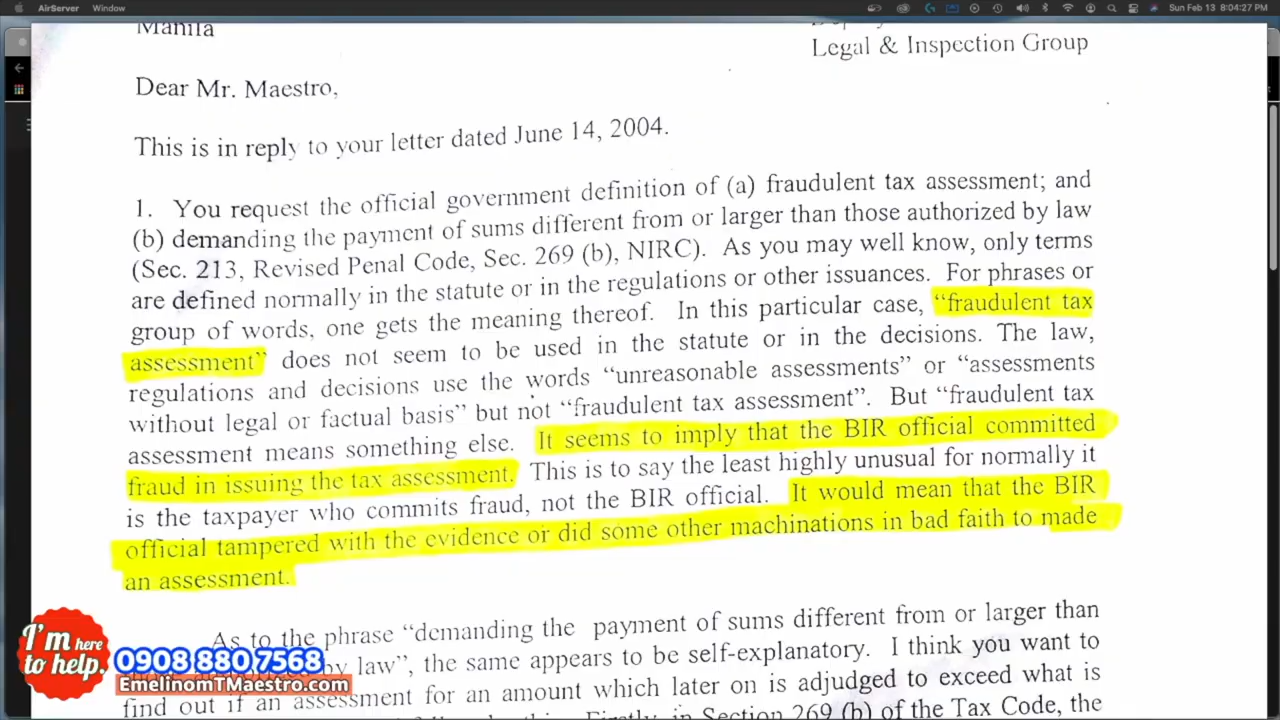 AirServer Window Sun Feb 13 8:04:27 PM
Manila
Legal & Inspection Group
Dear Mr. Maestro,
This is in reply to your letter dated June 14, 2004.
1. You request the official government definition of (a) fraudulent tax assessment; and
(b) demanding the payment of sums different from or larger than those authorized by law
(Sec. 213, Revised Penal Code, Sec. 269 (b), NIRC). As you may well know, only terms
are defined normally in the statute or in the regulations or other issuances. For phrases or
group of words, one gets the meaning thereof. In this particular case, “fraudulent tax
assessment” does not seem to be used in the statute or in the decisions. The law,
regulations and decisions use the words “unreasonable assessments” or “assessments
without legal or factual basis” but not “fraudulent tax assessment”. But “fraudulent tax
assessment means something else. It seems to imply that the BIR official committed
fraud in issuing the tax assessment. This is to say the least highly unusual for normally it
is the taxpayer who commits fraud, not the BIR official. It would mean that the BIR
official tampered with the evidence or did some other machinations in bad faith to made
an assessment.
As to the phrase “demanding the payment of sums different from or larger than
by law”, the same appears to be self-explanatory. I think you want to
find out if an assessment for an amount which later on is adjudged to exceed what is
Firstly, in Section 269 (b) of the Tax Code, the
I'm here
to help.
0908 880 7568
EmelinomTMaestro.com